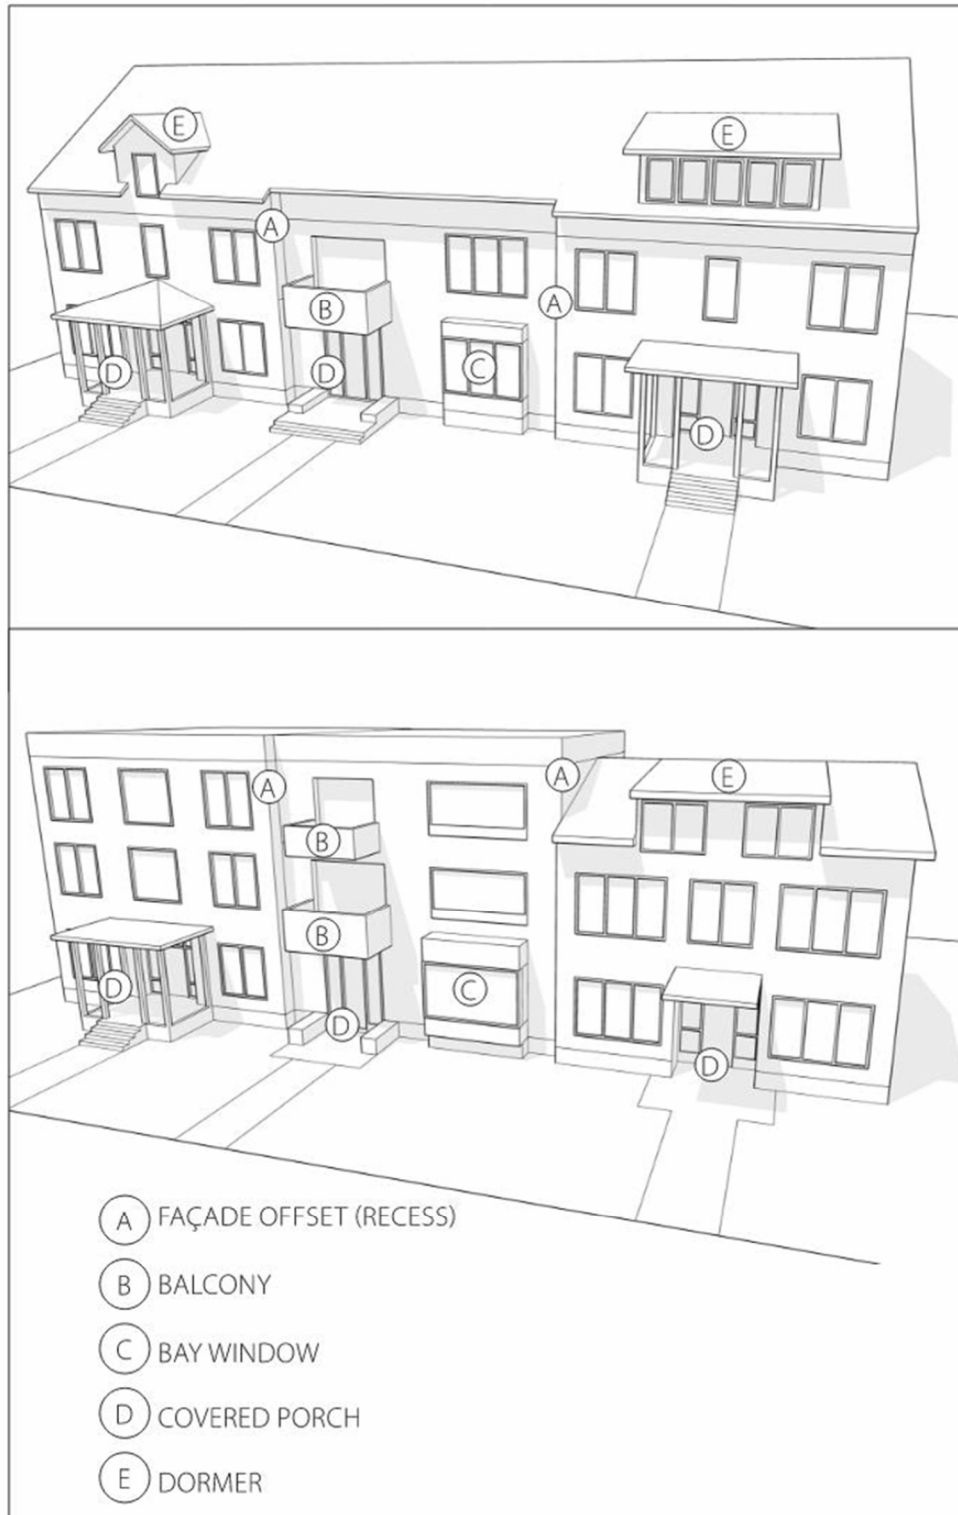 E
E
A
A
B
D
D
C
D
E
A
A
B
B
D
C
D
D
A FAÇADE OFFSET (RECESS)
B BALCONY
C BAY WINDOW
D COVERED PORCH
E DORMER